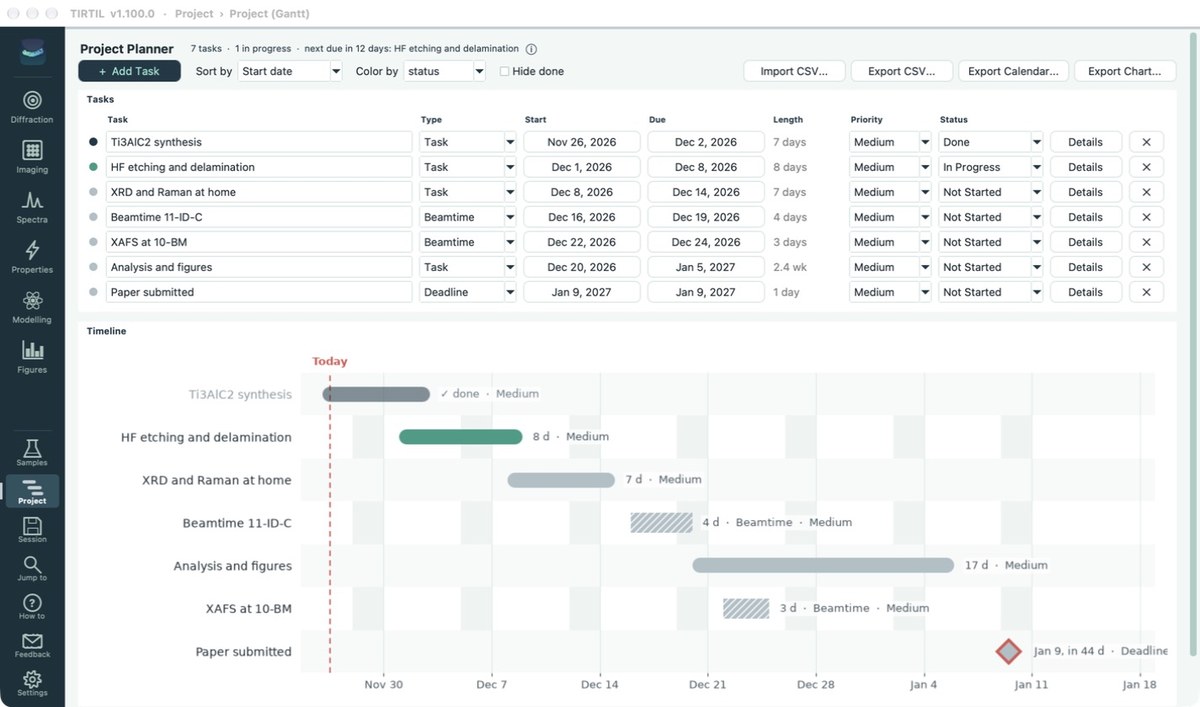 TIRTIL v1.100.0 · Project › Project (Gantt)
Project Planner 7 tasks · 1 in progress · next due in 12 days: HF etching and delamination
+ Add Task Sort by Start date Color by status Hide done Import CSV... Export CSV... Export Calendar... Export Chart...
Tasks
Task Type Start Due Length Priority Status
Ti3AlC2 synthesis Task Nov 26, 2026 Dec 2, 2026 7 days Medium Done Details ×
HF etching and delamination Task Dec 1, 2026 Dec 8, 2026 8 days Medium In Progress Details ×
XRD and Raman at home Task Dec 8, 2026 Dec 14, 2026 7 days Medium Not Started Details ×
Beamtime 11-ID-C Beamtime Dec 16, 2026 Dec 19, 2026 4 days Medium Not Started Details ×
XAFS at 10-BM Beamtime Dec 22, 2026 Dec 24, 2026 3 days Medium Not Started Details ×
Analysis and figures Task Dec 20, 2026 Jan 5, 2027 2.4 wk Medium Not Started Details ×
Paper submitted Deadline Jan 9, 2027 Jan 9, 2027 1 day Medium Not Started Details ×
Timeline
Today
Ti3AlC2 synthesis ✓ done · Medium
HF etching and delamination 8 d · Medium
XRD and Raman at home 7 d · Medium
Beamtime 11-ID-C 4 d · Beamtime · Medium
Analysis and figures 17 d · Medium
XAFS at 10-BM 3 d · Beamtime · Medium
Paper submitted Jan 9, in 44 d · Deadline
Nov 30 Dec 7 Dec 14 Dec 21 Dec 28 Jan 4 Jan 11 Jan 18
Diffraction
Imaging
Spectra
Properties
Modelling
Figures
Samples
Project
Session
Jump to
How to
Feedback
Settings